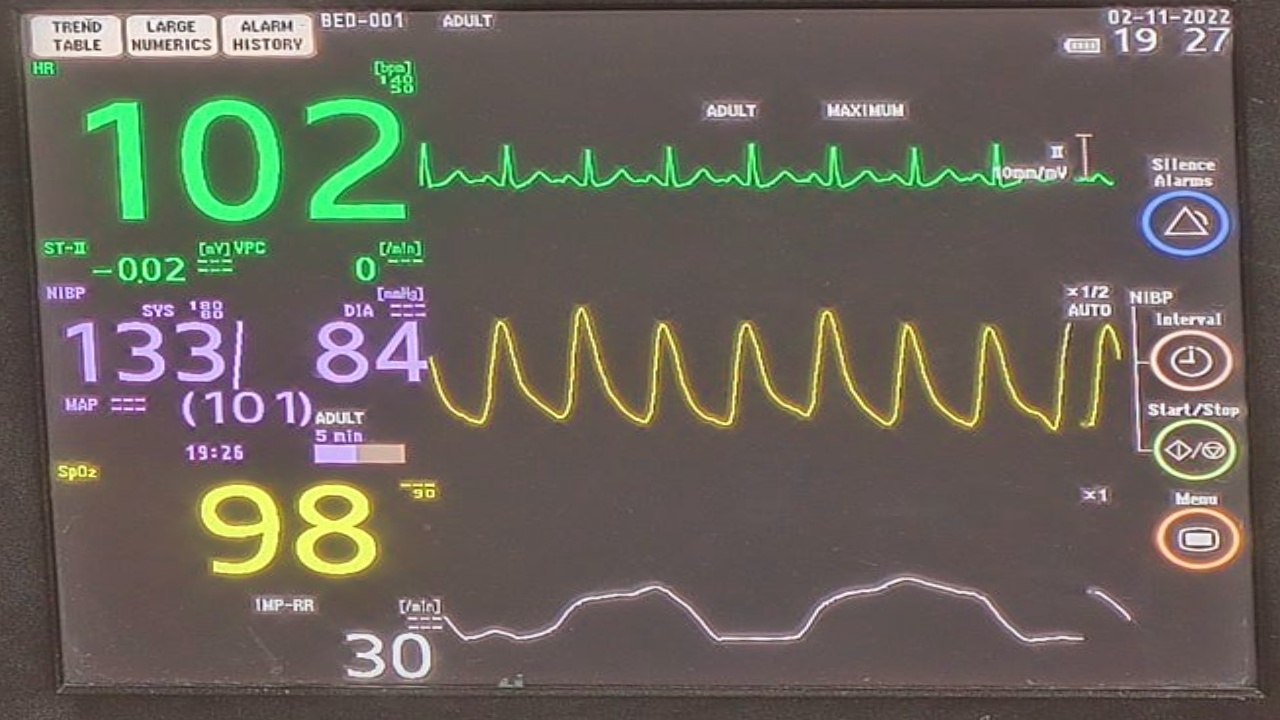 TREND TABLE
LARGE NUMERICS
ALARM HISTORY
BED-001 ADULT
02-11-2022
19 27
HR [bpm]
140
50
102
ADULT MAXIMUM
II
10mm/mV
Silence Alarms
ST-II [mV] VPC [/min]
-0.02 --- 0 ---
NIBP [mmHg]
SYS 180
80
DIA ---
133/ 84
MAP --- (101)
ADULT
5 min
19:26
×1/2
AUTO
NIBP
Interval
Start/Stop
SpO2
---
90
98
×1
Menu
IMP-RR [/min]
---
30